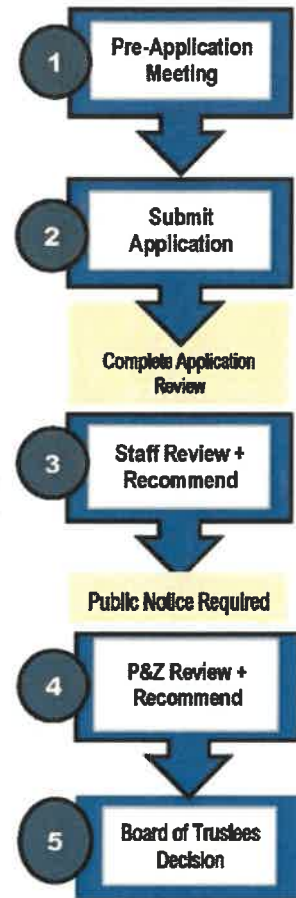 1
Pre-Application
Meeting
2
Submit
Application
Complete Application
Review
3
Staff Review +
Recommend
Public Notice Required
4
P&Z Review +
Recommend
5
Board of Trustees
Decision